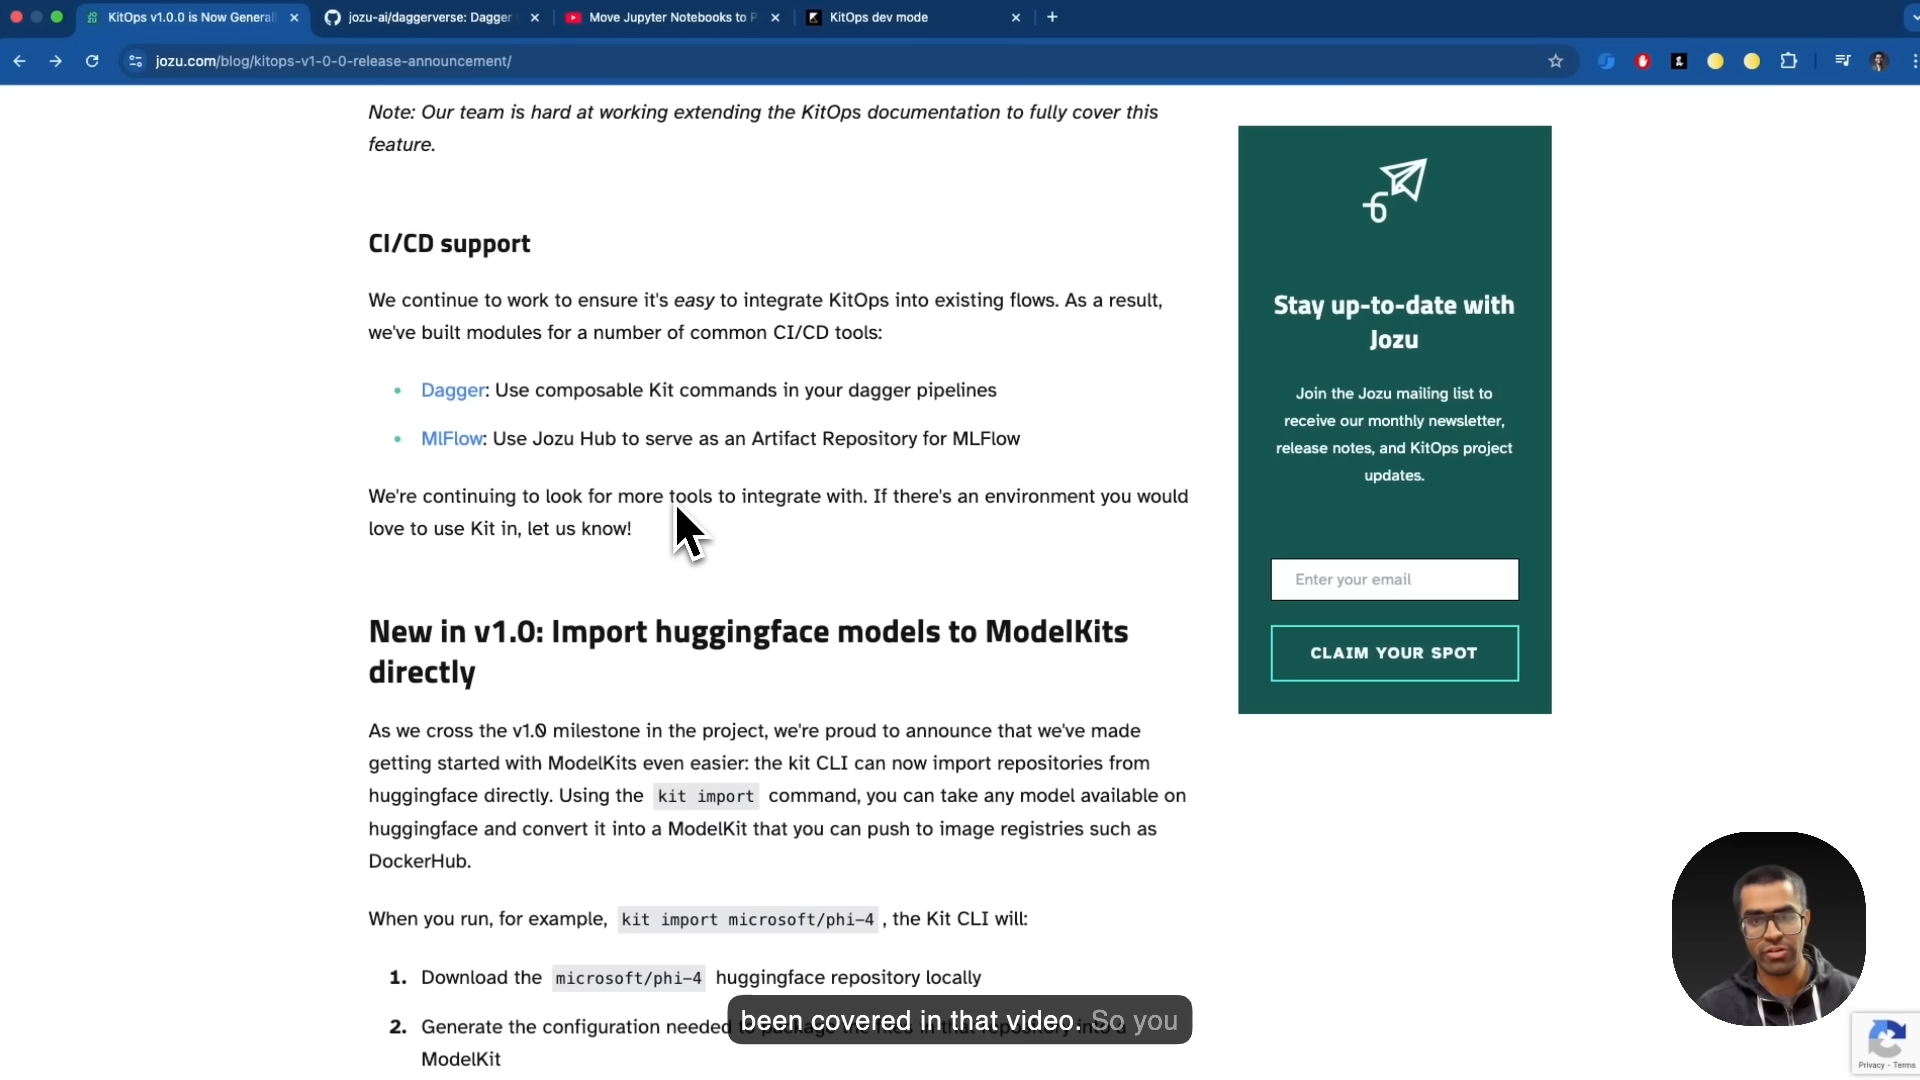 KitOps v1.0.0 is Now General
jozu-ai/daggerverse: Dagger
Move Jupyter Notebooks to P
KitOps dev mode
jozu.com/blog/kitops-v1-0-0-release-announcement/
Note: Our team is hard at working extending the KitOps documentation to fully cover this
feature.
CI/CD support
We continue to work to ensure it's easy to integrate KitOps into existing flows. As a result,
we've built modules for a number of common CI/CD tools:
Dagger: Use composable Kit commands in your dagger pipelines
MlFlow: Use Jozu Hub to serve as an Artifact Repository for MLFlow
We're continuing to look for more tools to integrate with. If there's an environment you would
love to use Kit in, let us know!
New in v1.0: Import huggingface models to ModelKits
directly
As we cross the v1.0 milestone in the project, we're proud to announce that we've made
getting started with ModelKits even easier: the kit CLI can now import repositories from
huggingface directly. Using the kit import command, you can take any model available on
huggingface and convert it into a ModelKit that you can push to image registries such as
DockerHub.
When you run, for example, kit import microsoft/phi-4, the Kit CLI will:
1. Download the microsoft/phi-4 huggingface repository locally
2. Generate the configuration needed to package the files in that repository into a
ModelKit
Stay up-to-date with
Jozu
Join the Jozu mailing list to
receive our monthly newsletter,
release notes, and KitOps project
updates.
Enter your email
CLAIM YOUR SPOT
been covered in that video. So you
Privacy - Terms